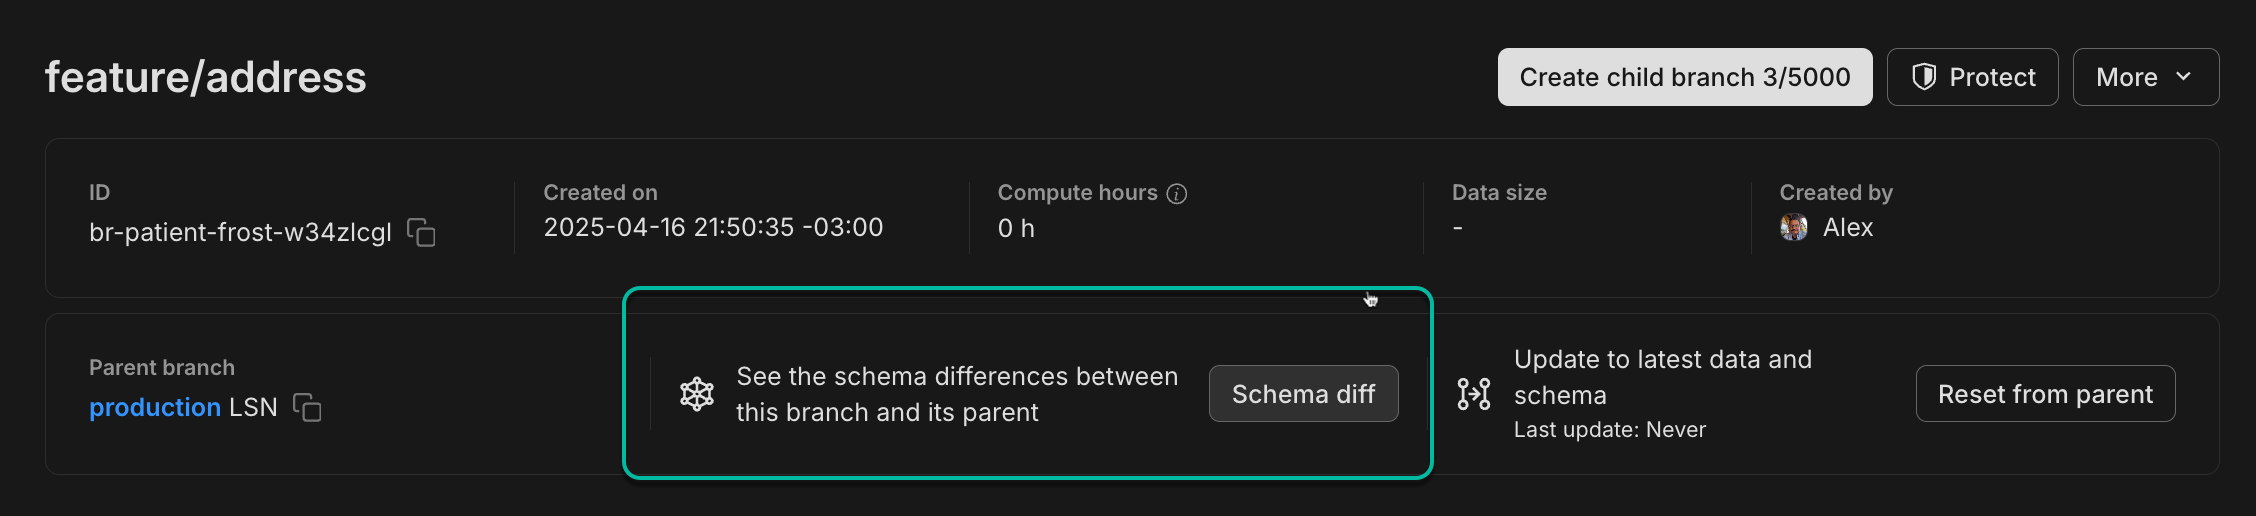 feature/address
Create child branch 3/5000
Protect
More
ID
br-patient-frost-w34zlcgl
Created on
2025-04-16 21:50:35 -03:00
Compute hours
0 h
Data size
-
Created by
Alex
Parent branch
production LSN
See the schema differences between
this branch and its parent
Schema diff
Update to latest data and
schema
Last update: Never
Reset from parent